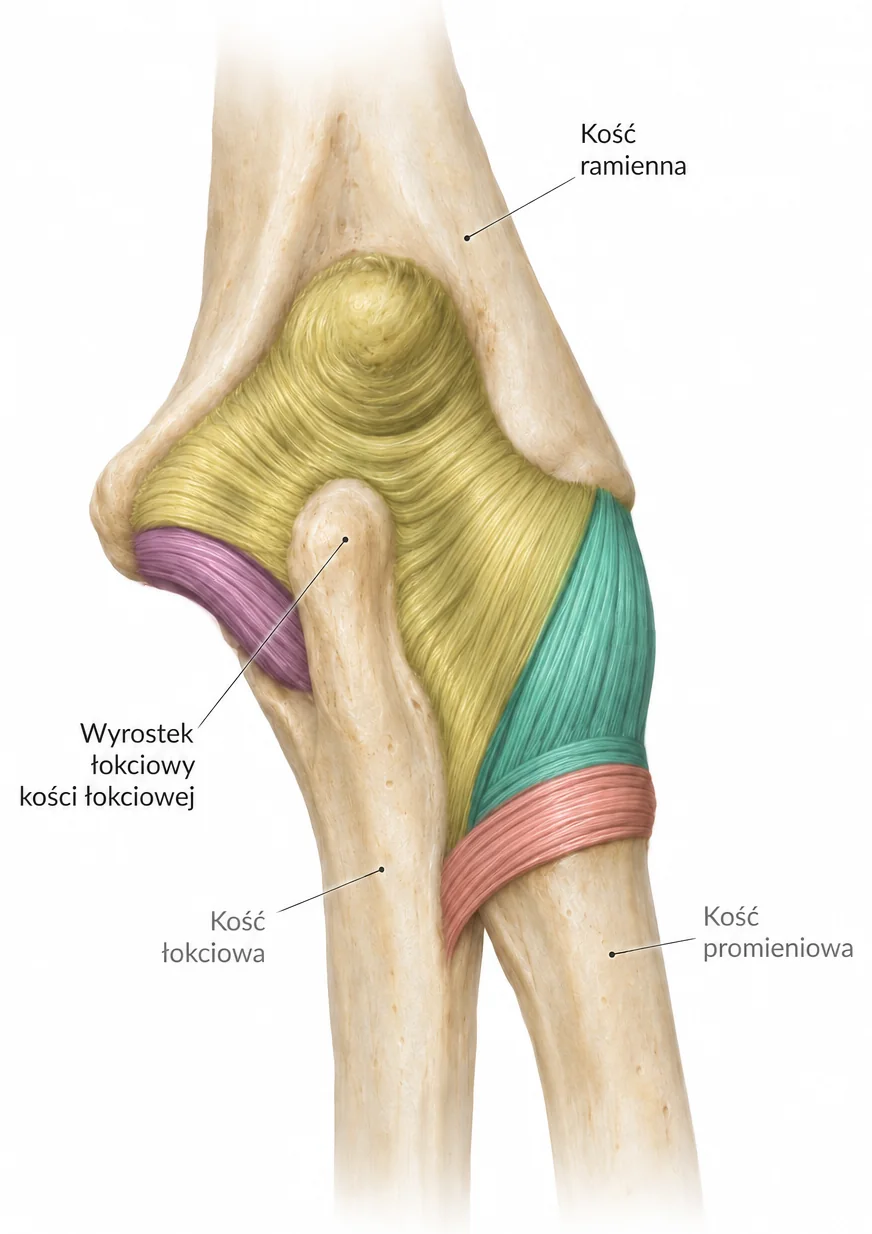 Kość
ramienna
Wyrostek
łokciowy
kości łokciowej
Kość
łokciowa
Kość
promieniowa